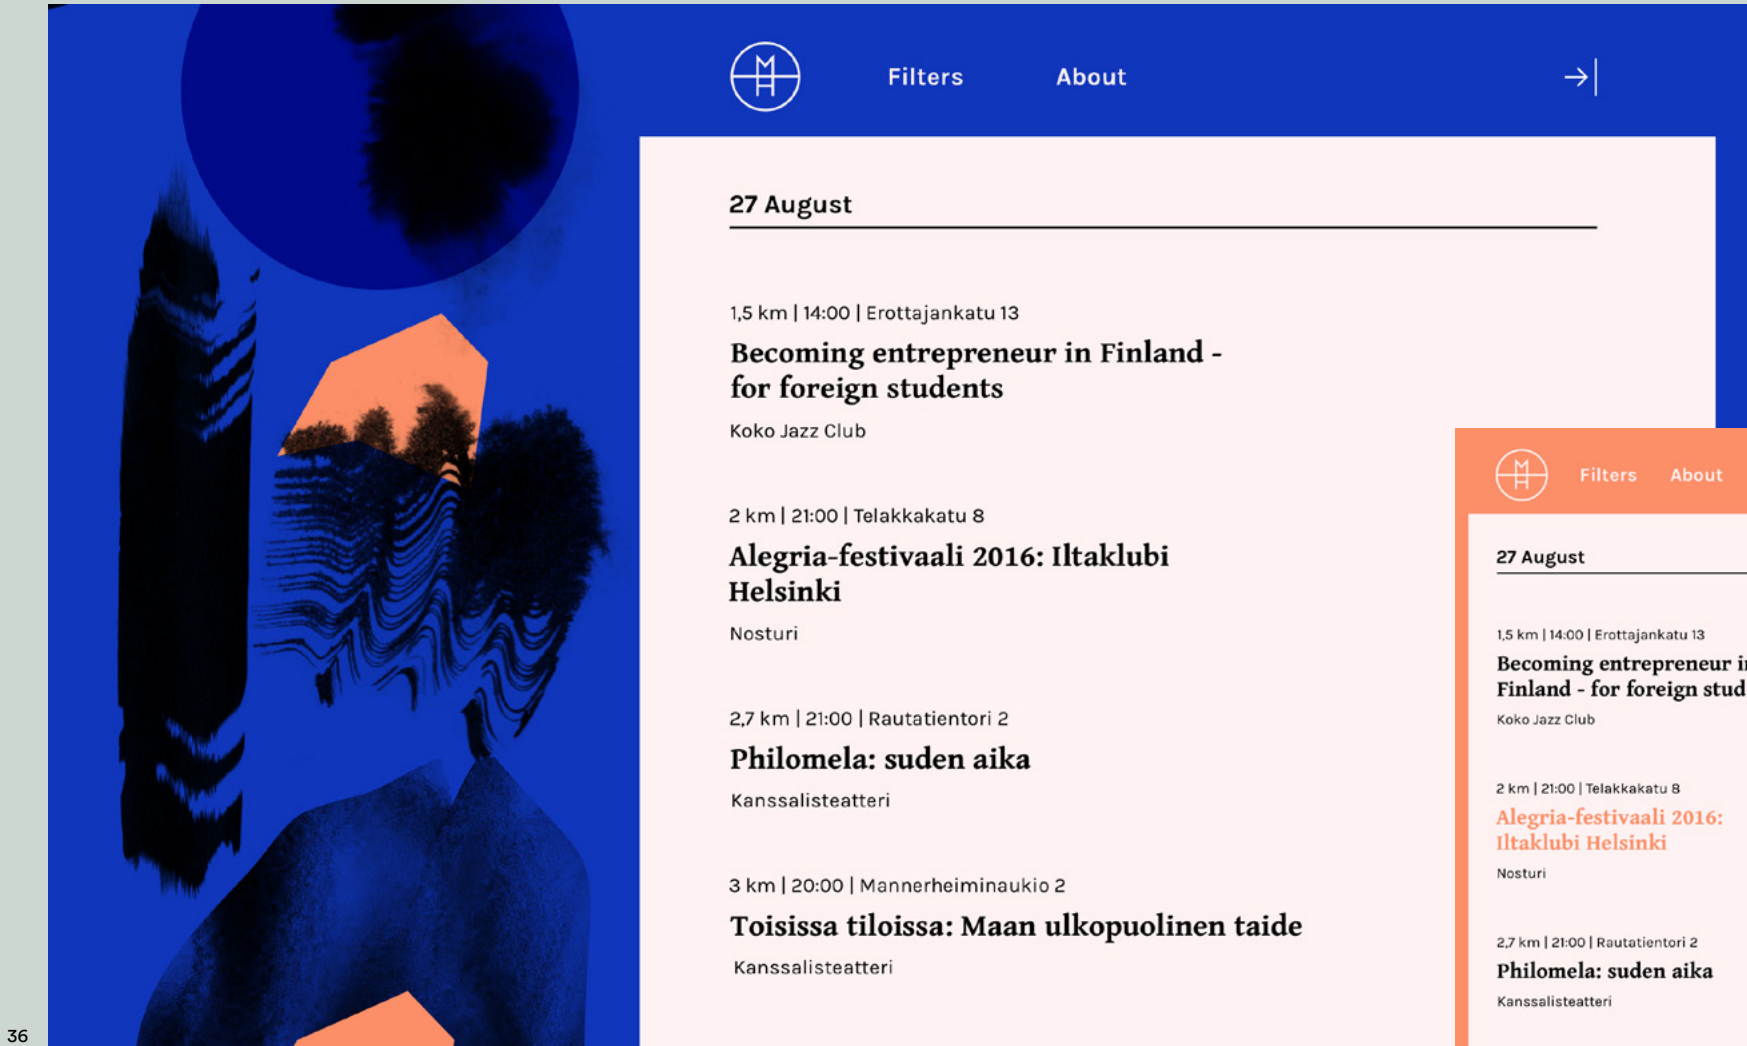 MH
Filters
About
27 August
1,5 km | 14:00 | Erottajankatu 13
Becoming entrepreneur in Finland -
for foreign students
Koko Jazz Club
2 km | 21:00 | Telakkakatu 8
Alegria-festivaali 2016: Iltaklubi
Helsinki
Nosturi
2,7 km | 21:00 | Rautatientori 2
Philomela: suden aika
Kanssalisteatteri
3 km | 20:00 | Mannerheiminaukio 2
Toisissa tiloissa: Maan ulkopuolinen taide
Kanssalisteatteri
MH
Filters
About
27 August
1,5 km | 14:00 | Erottajankatu 13
Becoming entrepreneur
Finland - for foreign stud
Koko Jazz Club
2 km | 21:00 | Telakkakatu 8
Alegria-festivaali 2016:
Iltaklubi Helsinki
Nosturi
2,7 km | 21:00 | Rautatientori 2
Philomela: suden aika
Kanssalisteatteri
36